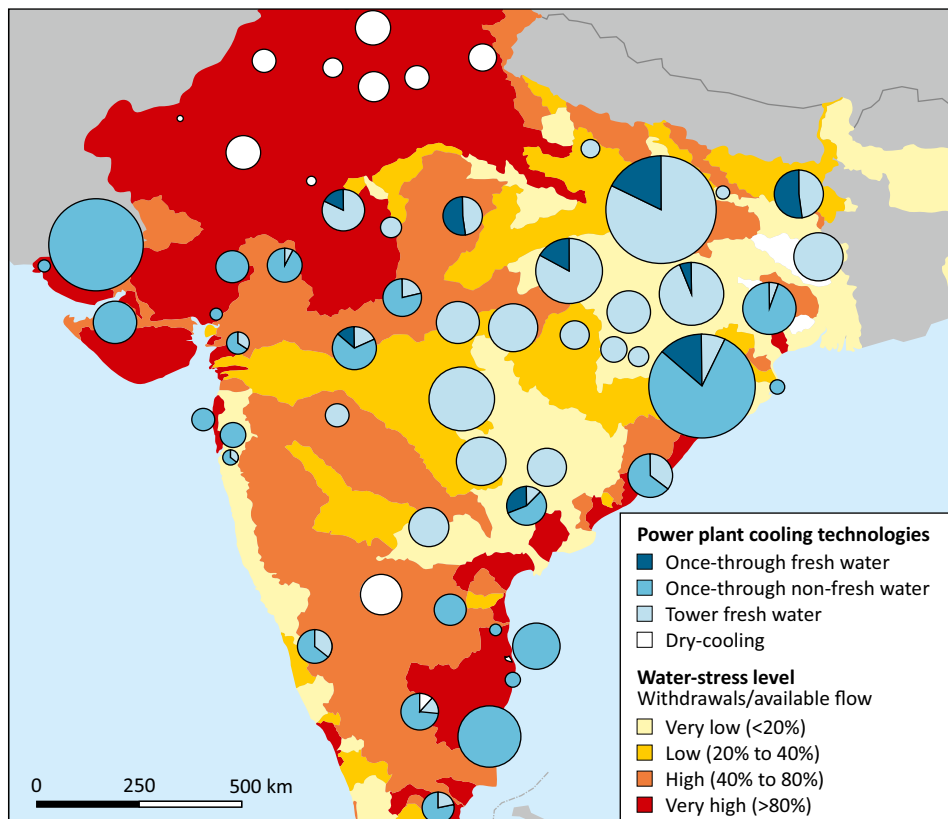 Power plant cooling technologies
Once-through fresh water
Once-through non-fresh water
Tower fresh water
Dry-cooling
Water-stress level
Withdrawals/available flow
Very low (<20%)
Low (20% to 40%)
High (40% to 80%)
Very high (>80%)
0 250 500 km